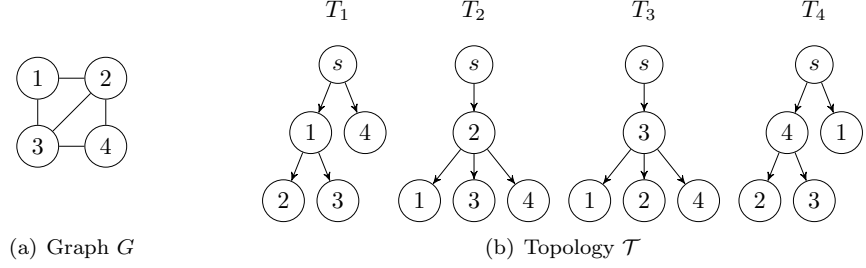 T₁ T₂ T₃ T₄
s s s s
1 2
1 4 2 3 4 1
3 4
2 3 1 3 4 1 2 4 2 3
(a) Graph G
(b) Topology 𝒯